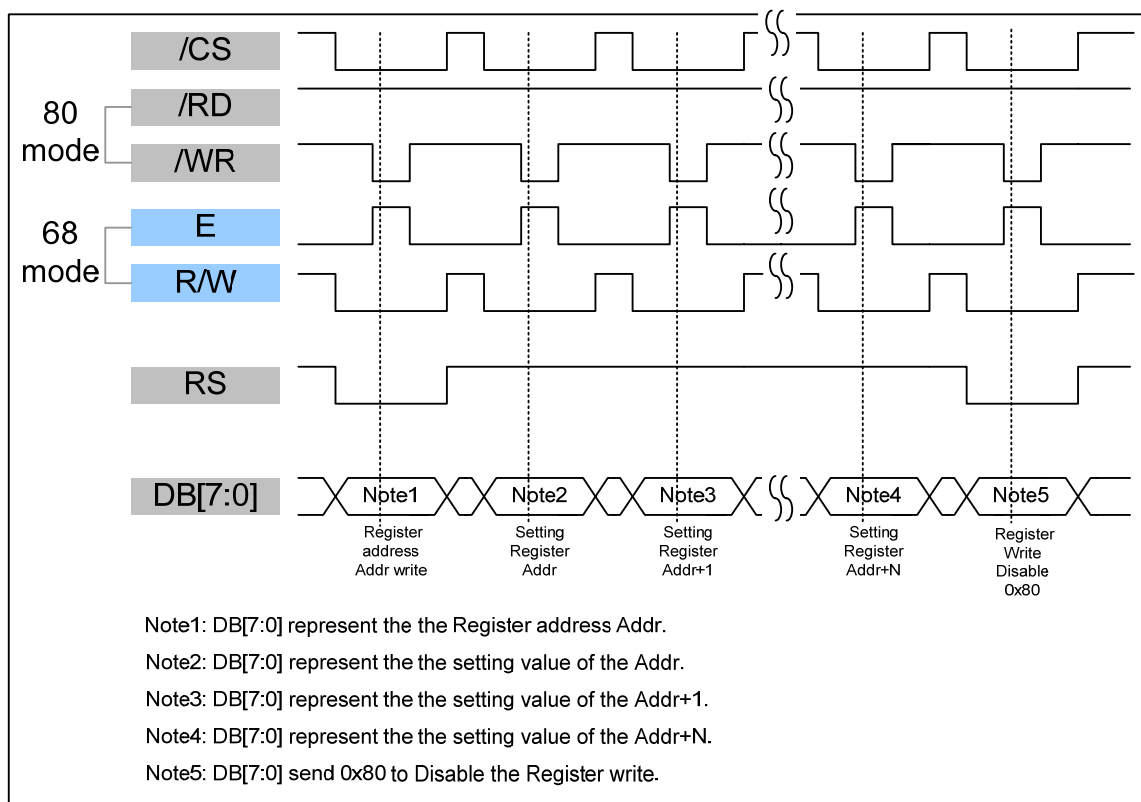 /CS
80
mode
/RD
/WR
68
mode
E
R/W
RS
DB[7:0]
Note1
Note2
Note3
Note4
Note5
Register
address
Addr write
Setting
Register
Addr
Setting
Register
Addr+1
Setting
Register
Addr+N
Register
Write
Disable
0x80
Note1: DB[7:0] represent the the Register address Addr.
Note2: DB[7:0] represent the the setting value of the Addr.
Note3: DB[7:0] represent the the setting value of the Addr+1.
Note4: DB[7:0] represent the the setting value of the Addr+N.
Note5: DB[7:0] send 0x80 to Disable the Register write.